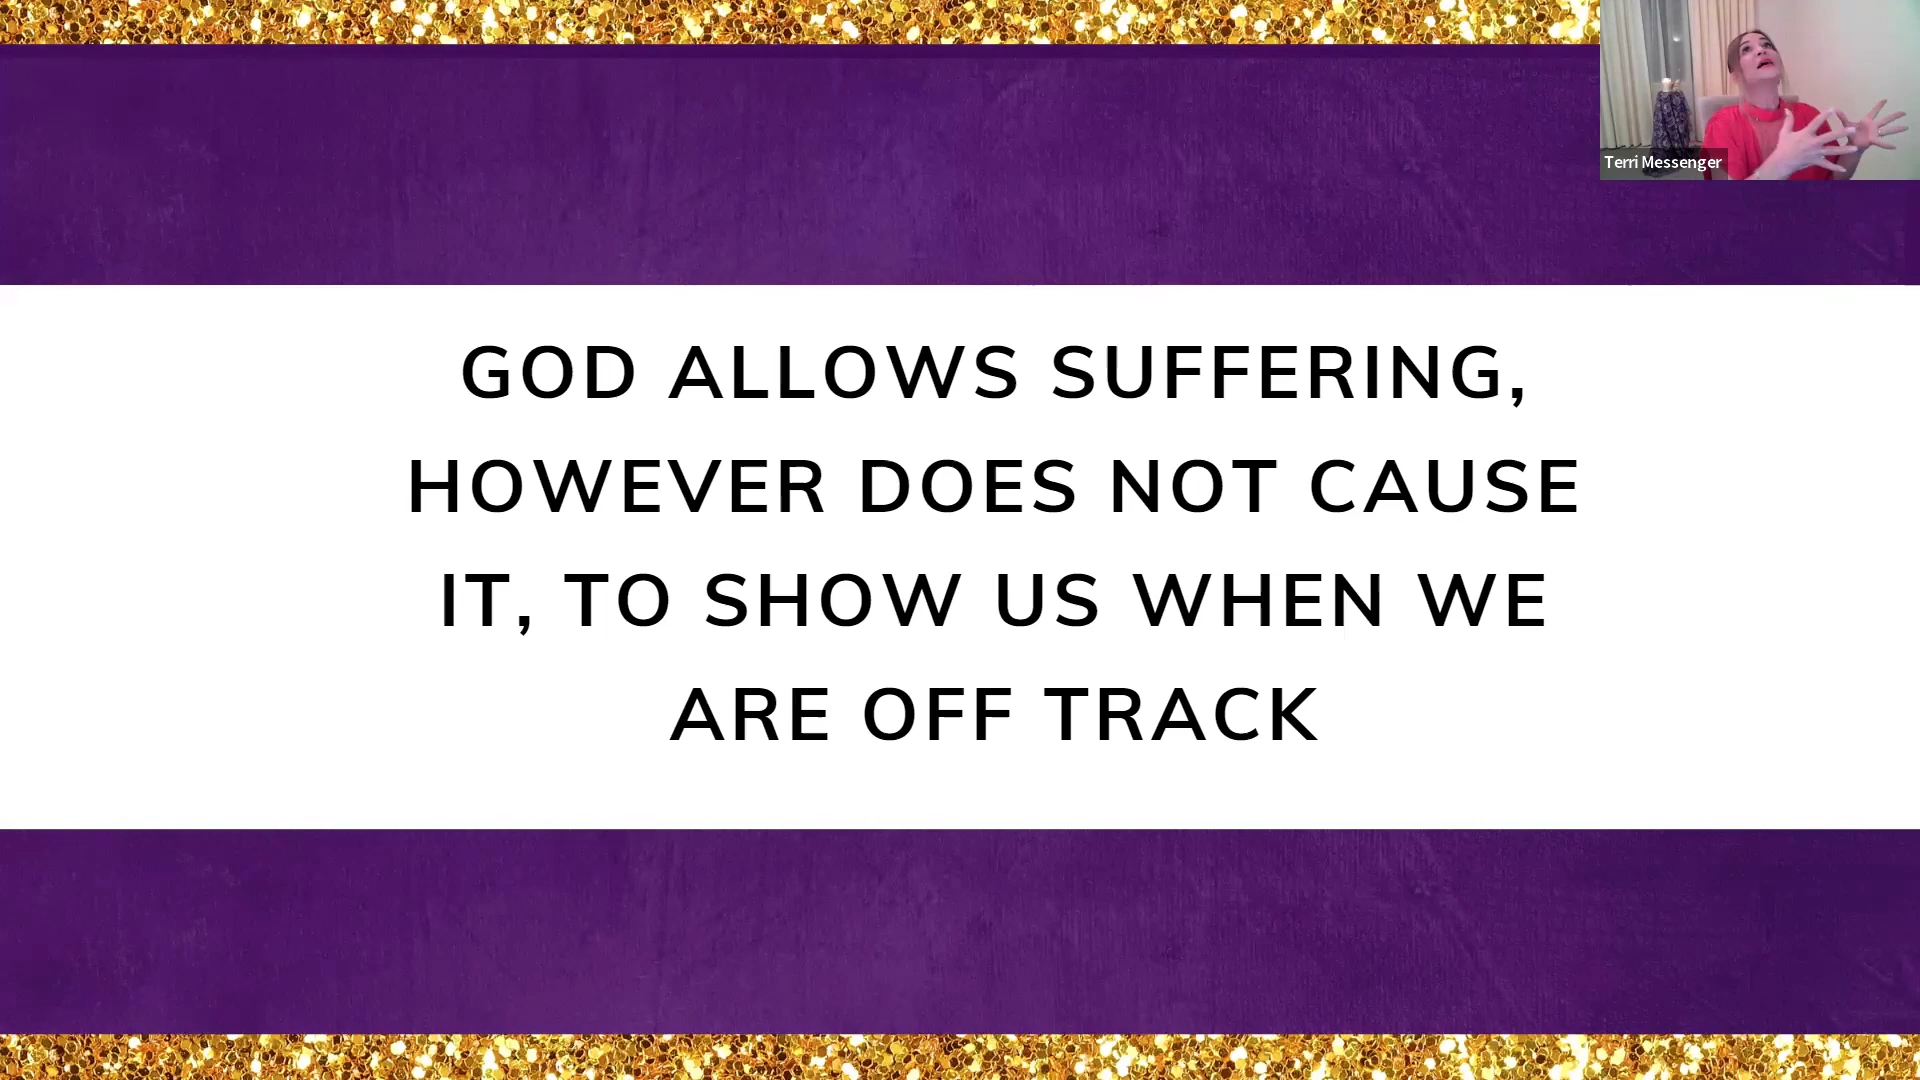 GOD ALLOWS SUFFERING,
HOWEVER DOES NOT CAUSE
IT, TO SHOW US WHEN WE
ARE OFF TRACK
Terri Messenger